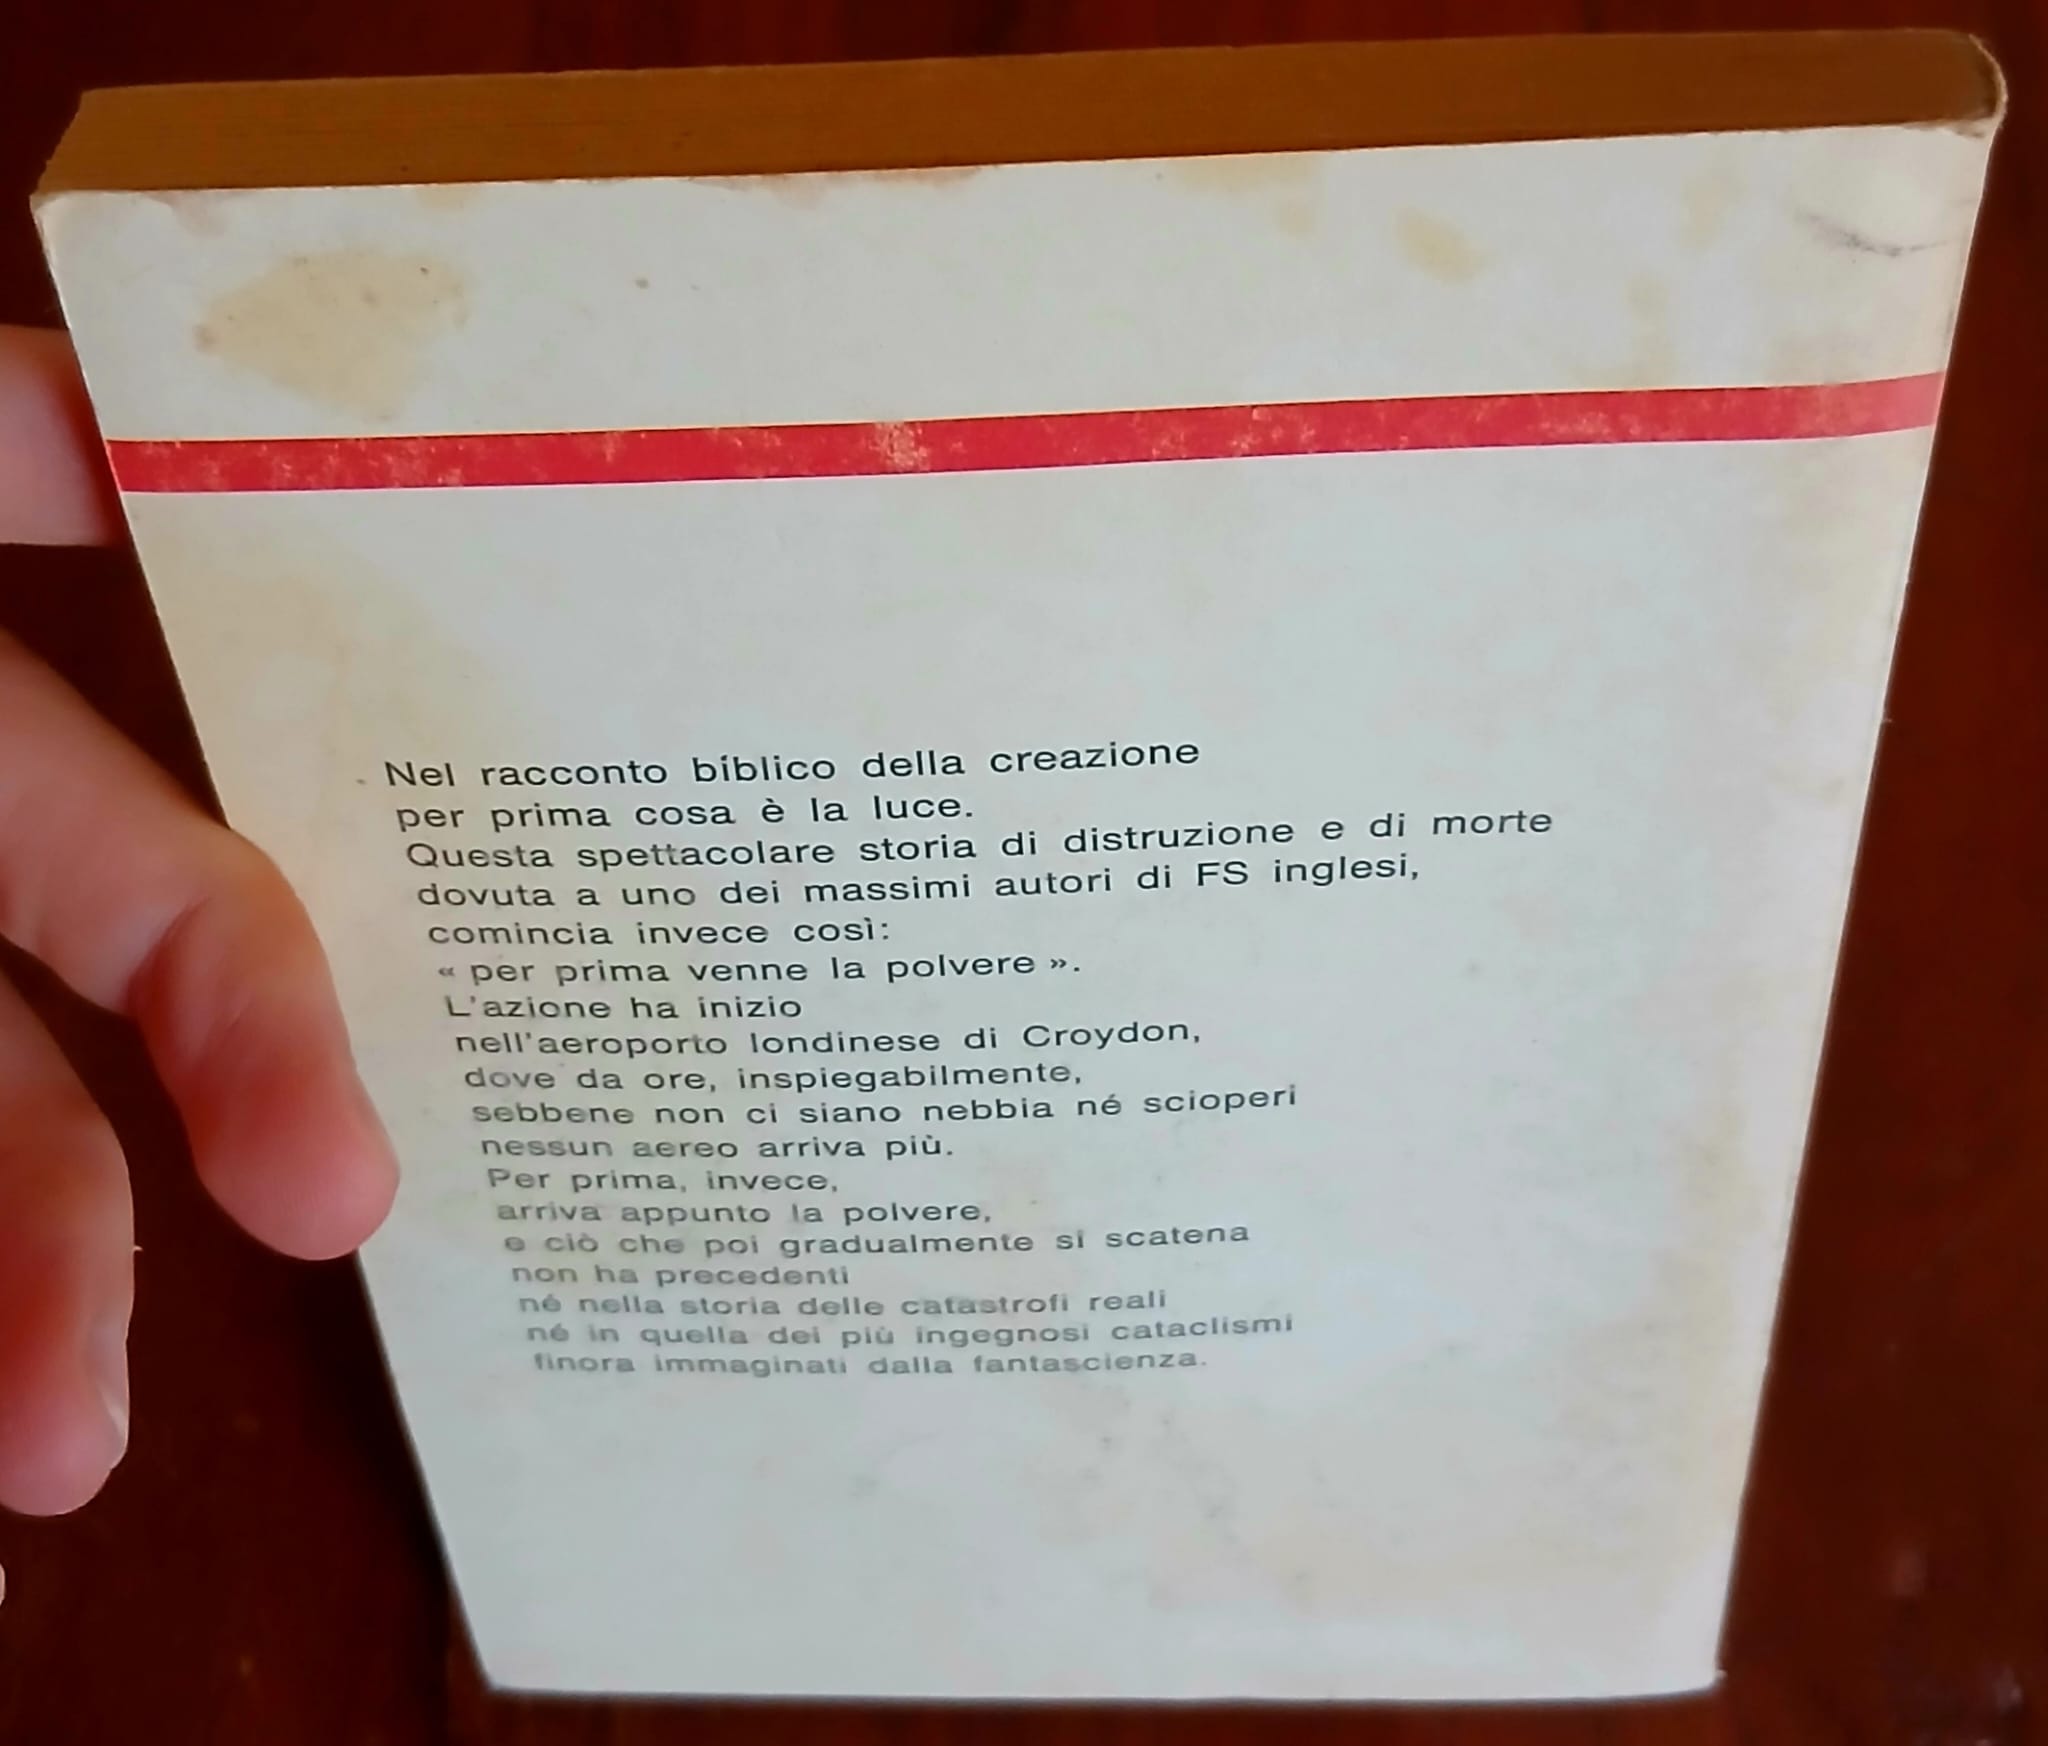 Nel racconto biblico della creazione
per prima cosa è la luce.
Questa spettacolare storia di distruzione e di morte
dovuta a uno dei massimi autori di FS inglesi,
comincia invece così:
« per prima venne la polvere ».
L'azione ha inizio
nell'aeroporto londinese di Croydon,
dove da ore, inspiegabilmente,
sebbene non ci siano nebbia né scioperi
nessun aereo arriva più.
Per prima, invece,
arriva appunto la polvere,
e ciò che poi gradualmente si scatena
non ha precedenti
né nella storia delle catastrofi reali
né in quella dei più ingegnosi cataclismi
finora immaginati dalla fantascienza.